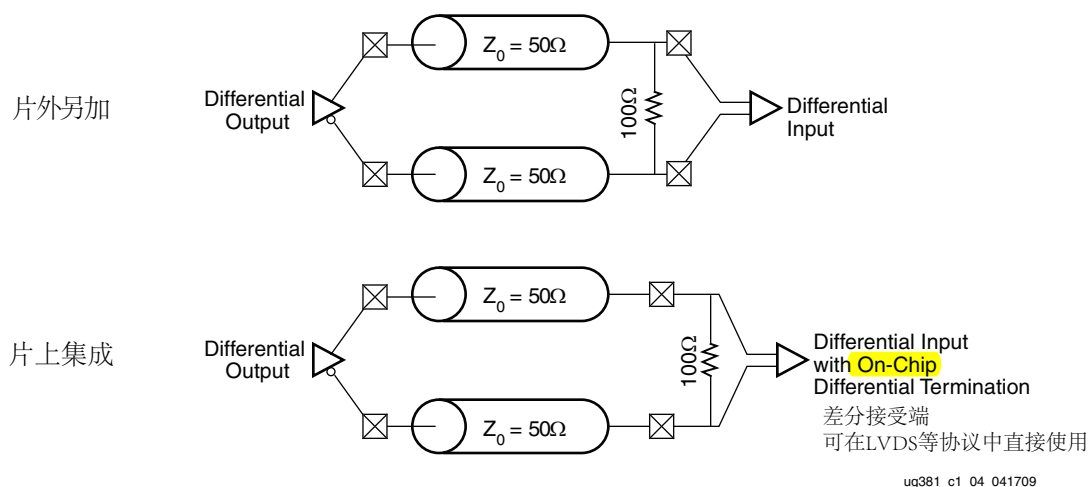 Z0 = 50Ω
片外另加
Differential
Output
100Ω
Differential
Input
Z0 = 50Ω
Z0 = 50Ω
片上集成
Differential
Output
100Ω
Differential Input
with On-Chip
Differential Termination
差分接受端
可在LVDS等协议中直接使用
Z0 = 50Ω
ug381_c1_04_041709